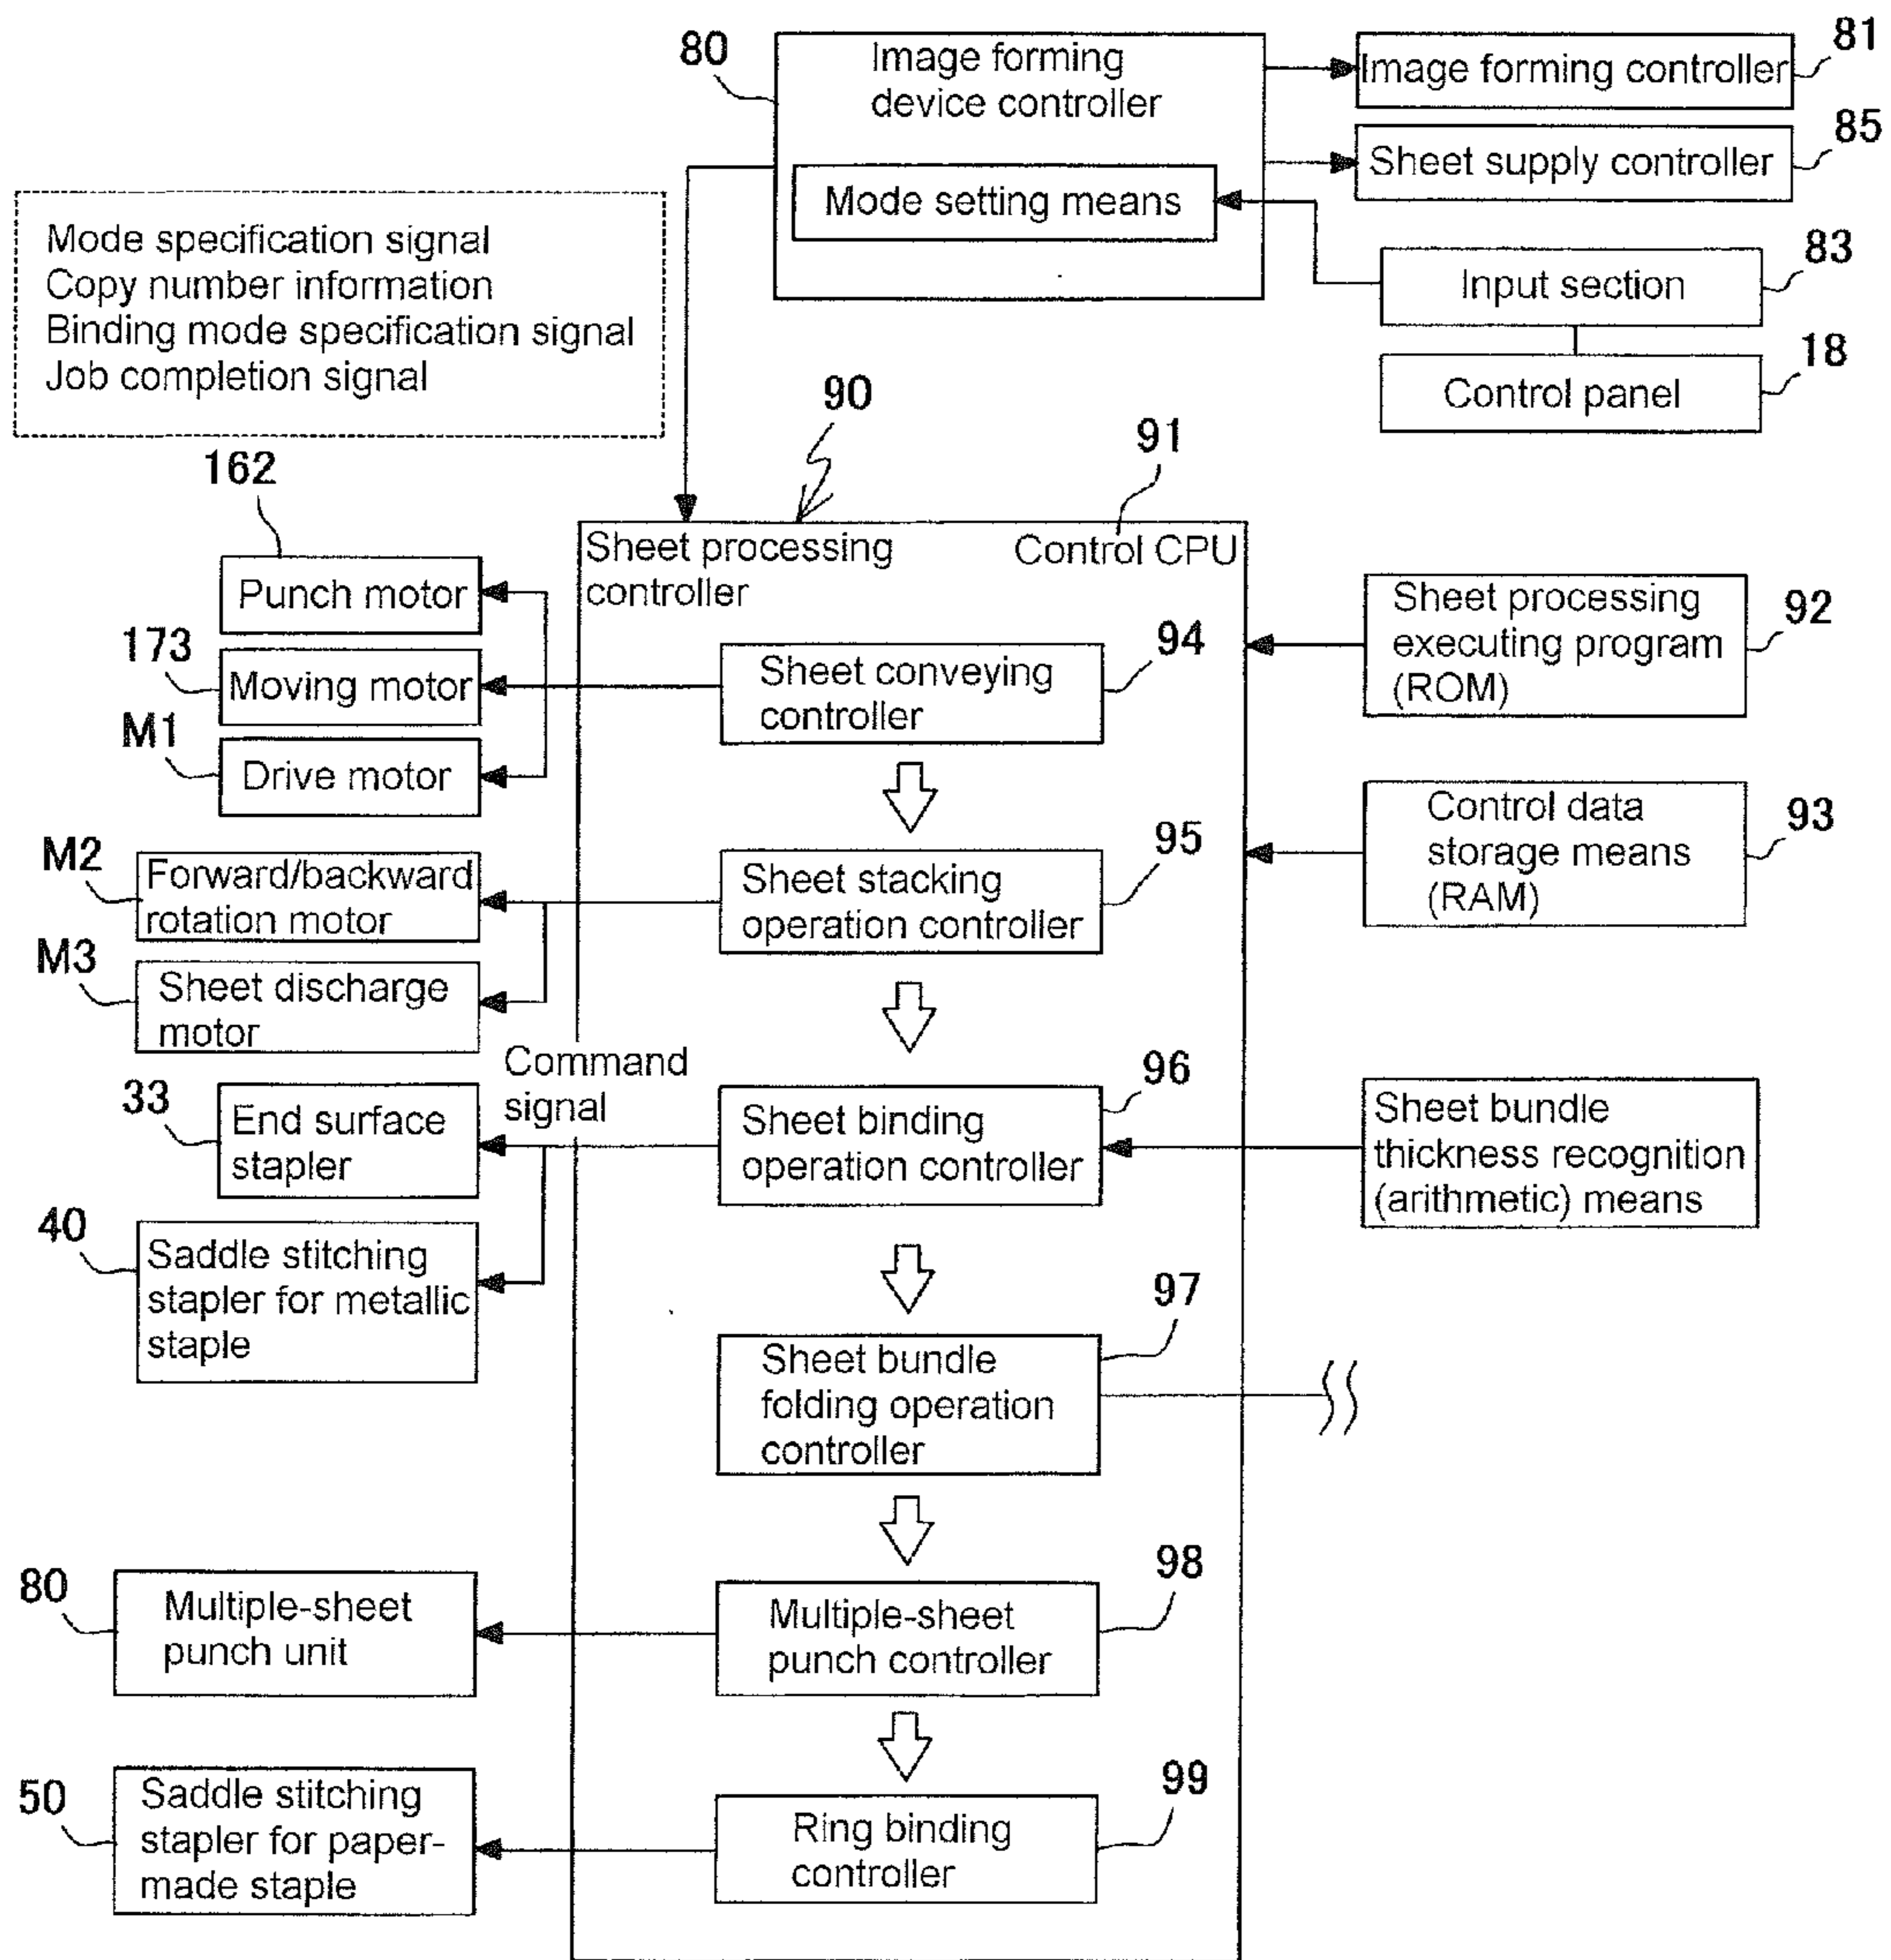 80
Image forming
device controller
Mode setting means
81
Image forming controller
85
Sheet supply controller
83
Input section
18
Control panel
Mode specification signal
Copy number information
Binding mode specification signal
Job completion signal
90
91
Sheet processing
controller
Control CPU
162
Punch motor
173
Moving motor
M1
Drive motor
94
Sheet conveying
controller
92
Sheet processing
executing program
(ROM)
M2
Forward/backward
rotation motor
M3
Sheet discharge
motor
95
Sheet stacking
operation controller
93
Control data
storage means
(RAM)
Command
signal
33
End surface
stapler
40
Saddle stitching
stapler for metallic
staple
96
Sheet binding
operation controller
Sheet bundle
thickness recognition
(arithmetic) means
97
Sheet bundle
folding operation
controller
80
Multiple-sheet
punch unit
98
Multiple-sheet
punch controller
50
Saddle stitching
stapler for paper-
made staple
99
Ring binding
controller